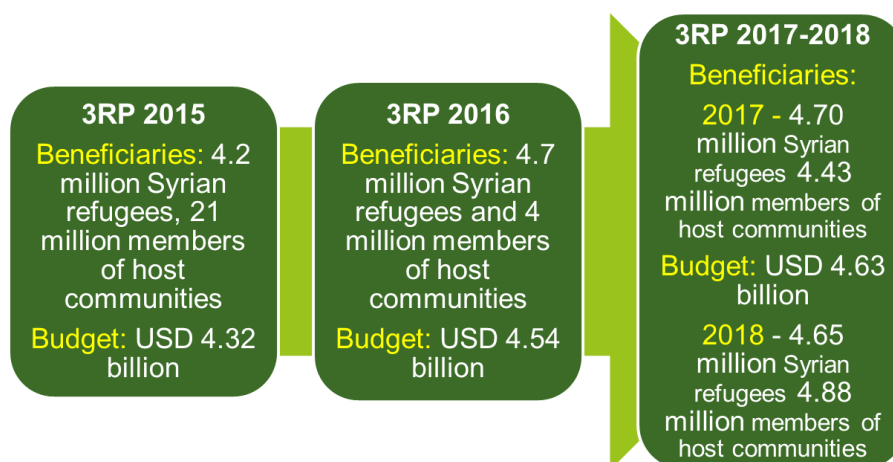 3RP 2015
Beneficiaries: 4.2
million Syrian
refugees, 21
million members
of host
communities
Budget: USD 4.32
billion
3RP 2016
Beneficiaries: 4.7
million Syrian
refugees and 4
million members
of host
communities
Budget: USD 4.54
billion
3RP 2017-2018
Beneficiaries:
2017 - 4.70
million Syrian
refugees 4.43
million members of
host communities
Budget: USD 4.63
billion
2018 - 4.65
million Syrian
refugees 4.88
million members of
host communities